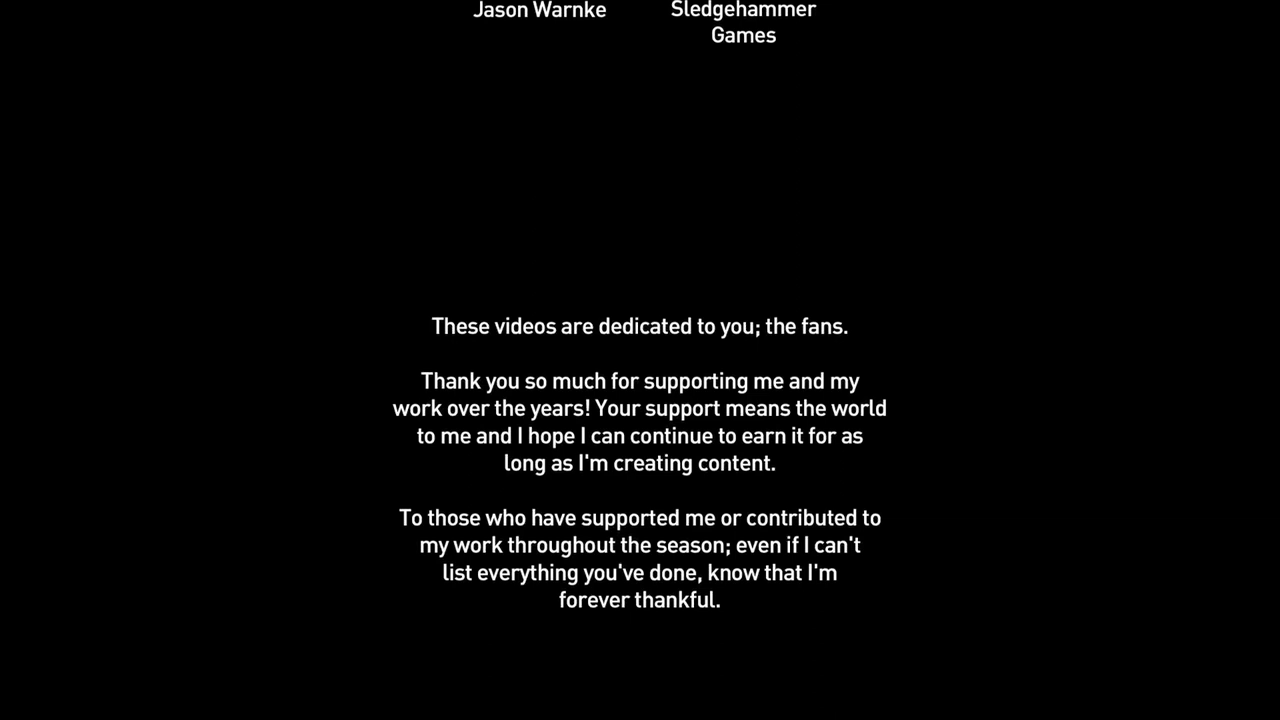 Jason Warnke
Sledgehammer
Games
These videos are dedicated to you; the fans.
Thank you so much for supporting me and my
work over the years! Your support means the world
to me and I hope I can continue to earn it for as
long as I'm creating content.
To those who have supported me or contributed to
my work throughout the season; even if I can't
list everything you've done, know that I'm
forever thankful.